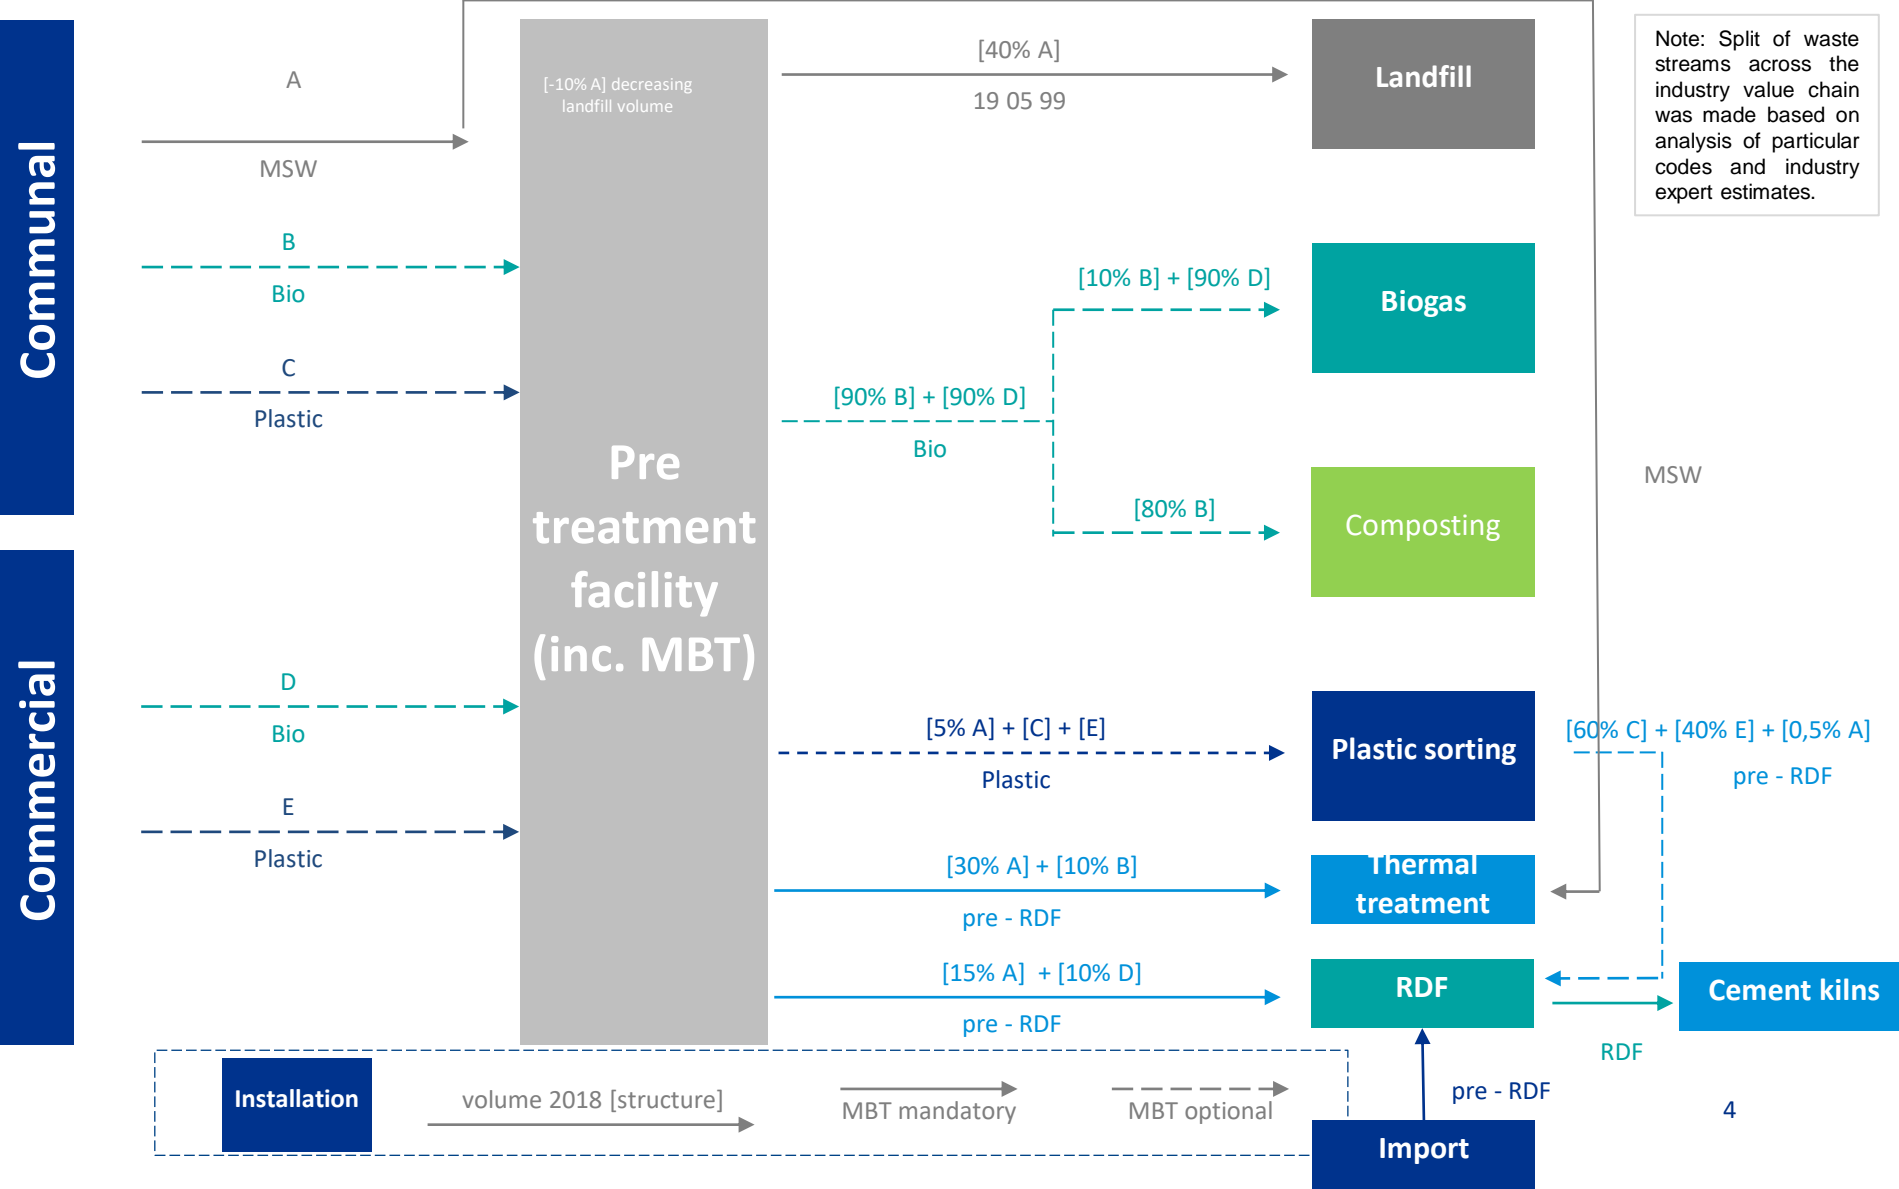 Communal
A
MSW
B
Bio
C
Plastic
Commercial
D
Bio
E
Plastic
[-10% A] decreasing
landfill volume
Pre
treatment
facility
(inc. MBT)
[40% A]
19 05 99
Landfill
[90% B] + [90% D]
Bio
[10% B] + [90% D]
Biogas
[80% B]
Composting
[5% A] + [C] + [E]
Plastic
Plastic sorting
[30% A] + [10% B]
pre - RDF
Thermal
treatment
[15% A] + [10% D]
pre - RDF
RDF
MSW
[60% C] + [40% E] + [0,5% A]
pre - RDF
RDF
Cement kilns
pre - RDF
Import
Note: Split of waste
streams across the
industry value chain
was made based on
analysis of particular
codes and industry
expert estimates.
Installation
volume 2018 [structure]
MBT mandatory
MBT optional
4